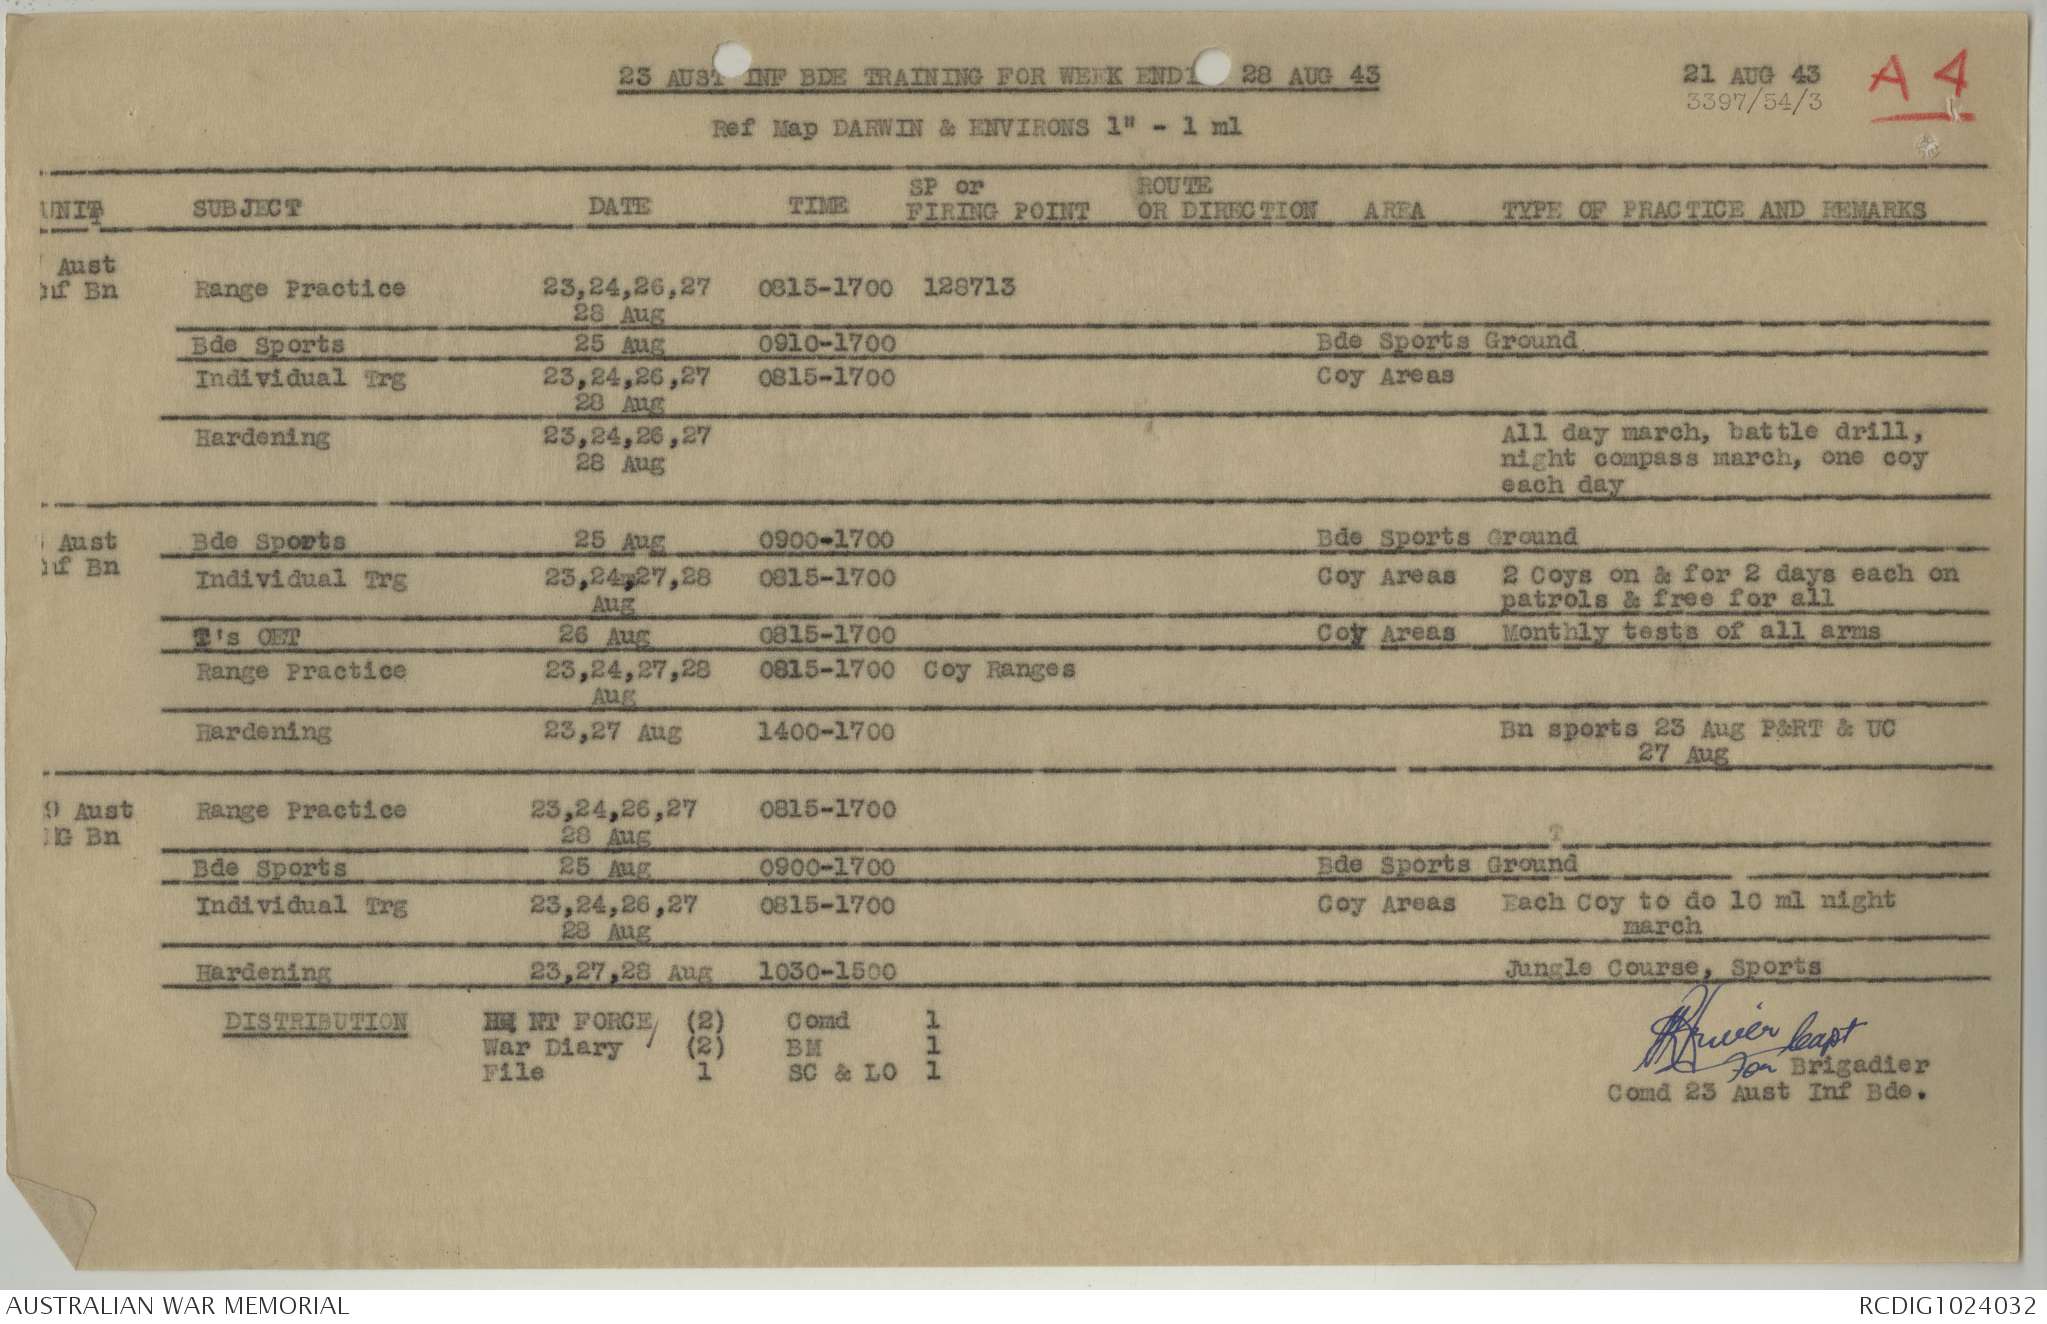 23 AUST INF BDE TRAINING FOR WEEK ENDI 28 AUG 43
21 AUG 43
3397/54/3
A 4
Ref Map DARWIN & ENVIRONS 1" - 1 ml
UNIT SUBJECT DATE TIME SP or FIRING POINT ROUTE OR DIRECTION AREA TYPE OF PRACTICE AND REMARKS
Aust
nf Bn Range Practice 23,24,26,27 0815-1700 128713
28 Aug
Bde Sports 25 Aug 0910-1700 Bde Sports Ground
Individual Trg 23,24,26,27 0815-1700 Coy Areas
28 Aug
Hardening 23,24,26,27 All day march, battle drill,
28 Aug night compass march, one coy
each day
Aust Bde Sports 25 Aug 0900-1700 Bde Sports Ground
nf Bn Individual Trg 23,24,27,28 0815-1700 Coy Areas 2 Coys on & for 2 days each on
Aug patrols & free for all
T's OET 26 Aug 0815-1700 Coy Areas Monthly tests of all arms
Range Practice 23,24,27,28 0815-1700 Coy Ranges
Aug
Hardening 23,27 Aug 1400-1700 Bn sports 23 Aug P&RT & UC
27 Aug
9 Aust Range Practice 23,24,26,27 0815-1700
MG Bn 28 Aug
Bde Sports 25 Aug 0900-1700 Bde Sports Ground
Individual Trg 23,24,26,27 0815-1700 Coy Areas Each Coy to do 10 ml night
28 Aug march
Hardening 23,27,28 Aug 1030-1500 Jungle Course, Sports
DISTRIBUTION HQ NT FORCE (2) Comd 1
War Diary (2) BM 1
File 1 SC & LO 1
Capt
For Brigadier
Comd 23 Aust Inf Bde.
AUSTRALIAN WAR MEMORIAL
RCDIG1024032